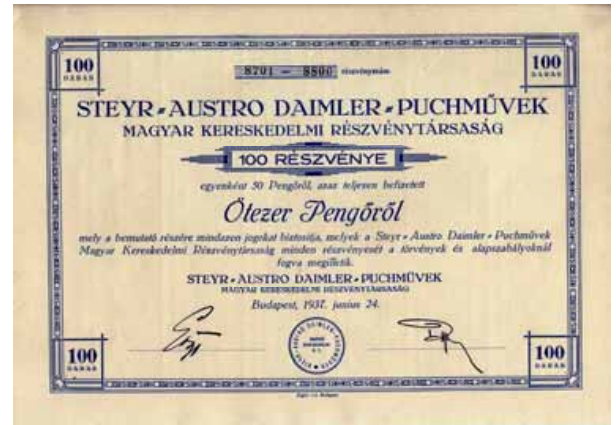 100
DARAB
8701 — 8800 részvényszám
100
DARAB
STEYR-AUSTRO DAIMLER-PUCHMŰVEK
MAGYAR KERESKEDELMI RÉSZVÉNYTÁRSASÁG
100 RÉSZVÉNYE
egyenként 50 Pengőről, azaz teljesen befizetett
Ötezer Pengőről
mely a bemutató részére mindazon jogokat biztosítja, melyek a Steyr-Austro Daimler-Puchművek
Magyar Kereskedelmi Részvénytársaság minden részvényesét a törvények és alapszabályoknál
fogva megilletik.
STEYR-AUSTRO DAIMLER-PUCHMŰVEK
MAGYAR KERESKEDELMI RÉSZVÉNYTÁRSASÁG
Budapest, 1937. junius 24.
100
DARAB
100
DARAB